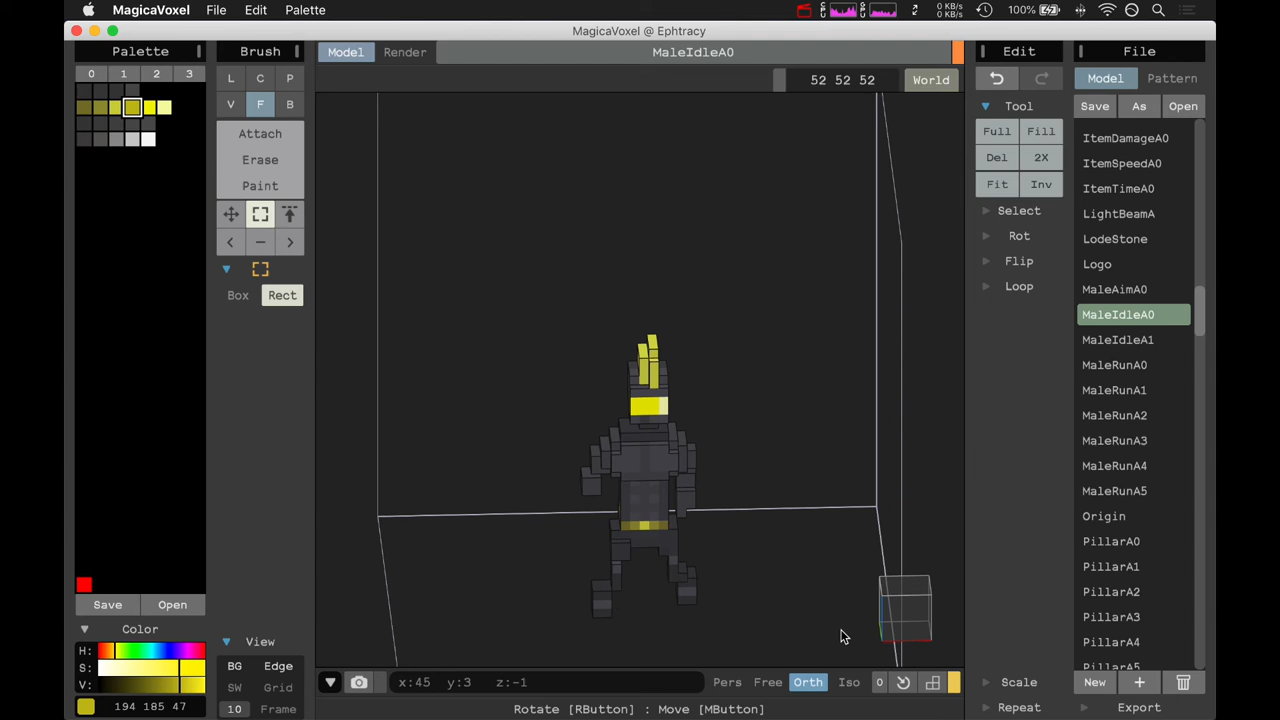 MagicaVoxel File Edit Palette
CPU GPU 0 KB/s 0 KB/s 100%
MagicaVoxel @ Ephtracy
Palette
0 1 2 3
Save Open
Color
H:
S:
V:
194 185 47
Brush
L C P
V F B
Attach
Erase
Paint
< – >
Box Rect
View
BG Edge
SW Grid
10 Frame
Model Render MaleIdleA0
52 52 52 World
x:45 y:3 z:-1
Pers Free Orth Iso 0
Rotate [RButton] : Move [MButton]
Edit
Tool
Full Fill
Del 2X
Fit Inv
Select
Rot
Flip
Loop
Scale
Repeat
File
Model Pattern
Save As Open
ItemDamageA0
ItemSpeedA0
ItemTimeA0
LightBeamA
LodeStone
Logo
MaleAimA0
MaleIdleA0
MaleIdleA1
MaleRunA0
MaleRunA1
MaleRunA2
MaleRunA3
MaleRunA4
MaleRunA5
Origin
PillarA0
PillarA1
PillarA2
PillarA3
PillarA4
PillarA5
New +
Export